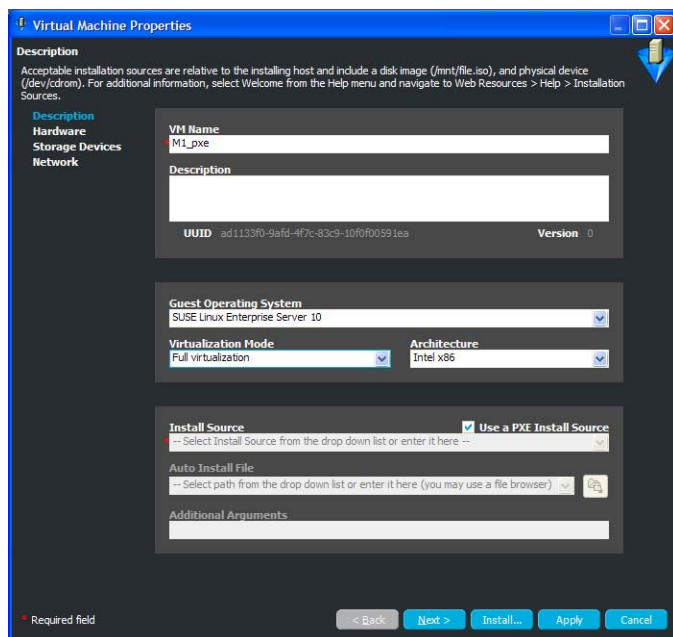 Virtual Machine Properties
Description
Acceptable installation sources are relative to the installing host and include a disk image (/mnt/file.iso), and physical device
(/dev/cdrom). For additional information, select Welcome from the Help menu and navigate to Web Resources > Help > Installation
Sources.
Description
Hardware
Storage Devices
Network
VM Name
* M1_pxe
Description
UUID ad1133f0-9afd-4f7c-83c9-10f0f00591ea Version 0
Guest Operating System
SUSE Linux Enterprise Server 10
Virtualization Mode Architecture
Full virtualization Intel x86
Install Source Use a PXE Install Source
* -- Select Install Source from the drop down list or enter it here --
Auto Install File
-- Select path from the drop down list or enter it here (you may use a file browser)
Additional Arguments
* Required field < Back Next > Install... Apply Cancel